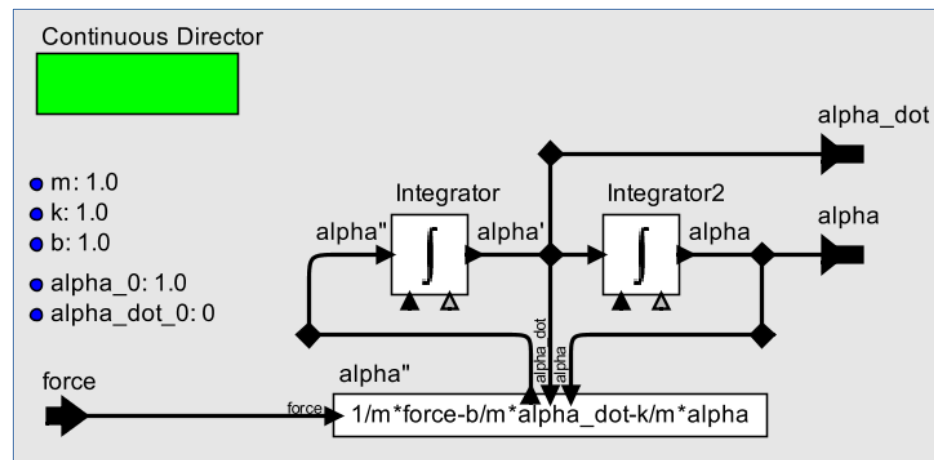 Continuous Director
alpha_dot
m: 1.0
k: 1.0
b: 1.0
alpha_0: 1.0
alpha_dot_0: 0
Integrator
Integrator2
alpha
alpha"
alpha'
alpha
∫
∫
alpha_dot
alpha
alpha"
force
force
1/m*force-b/m*alpha_dot-k/m*alpha